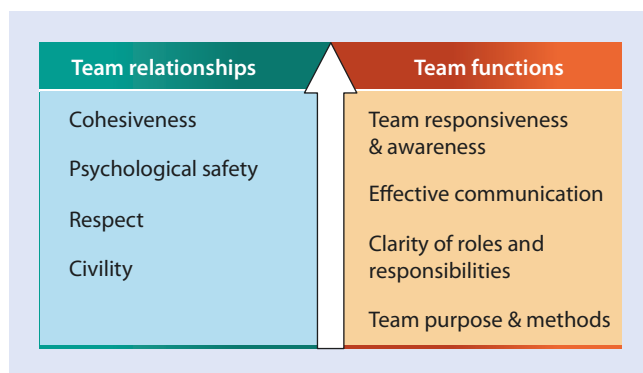 Team relationships
Cohesiveness
Psychological safety
Respect
Civility
Team functions
Team responsiveness
& awareness
Effective communication
Clarity of roles and
responsibilities
Team purpose & methods